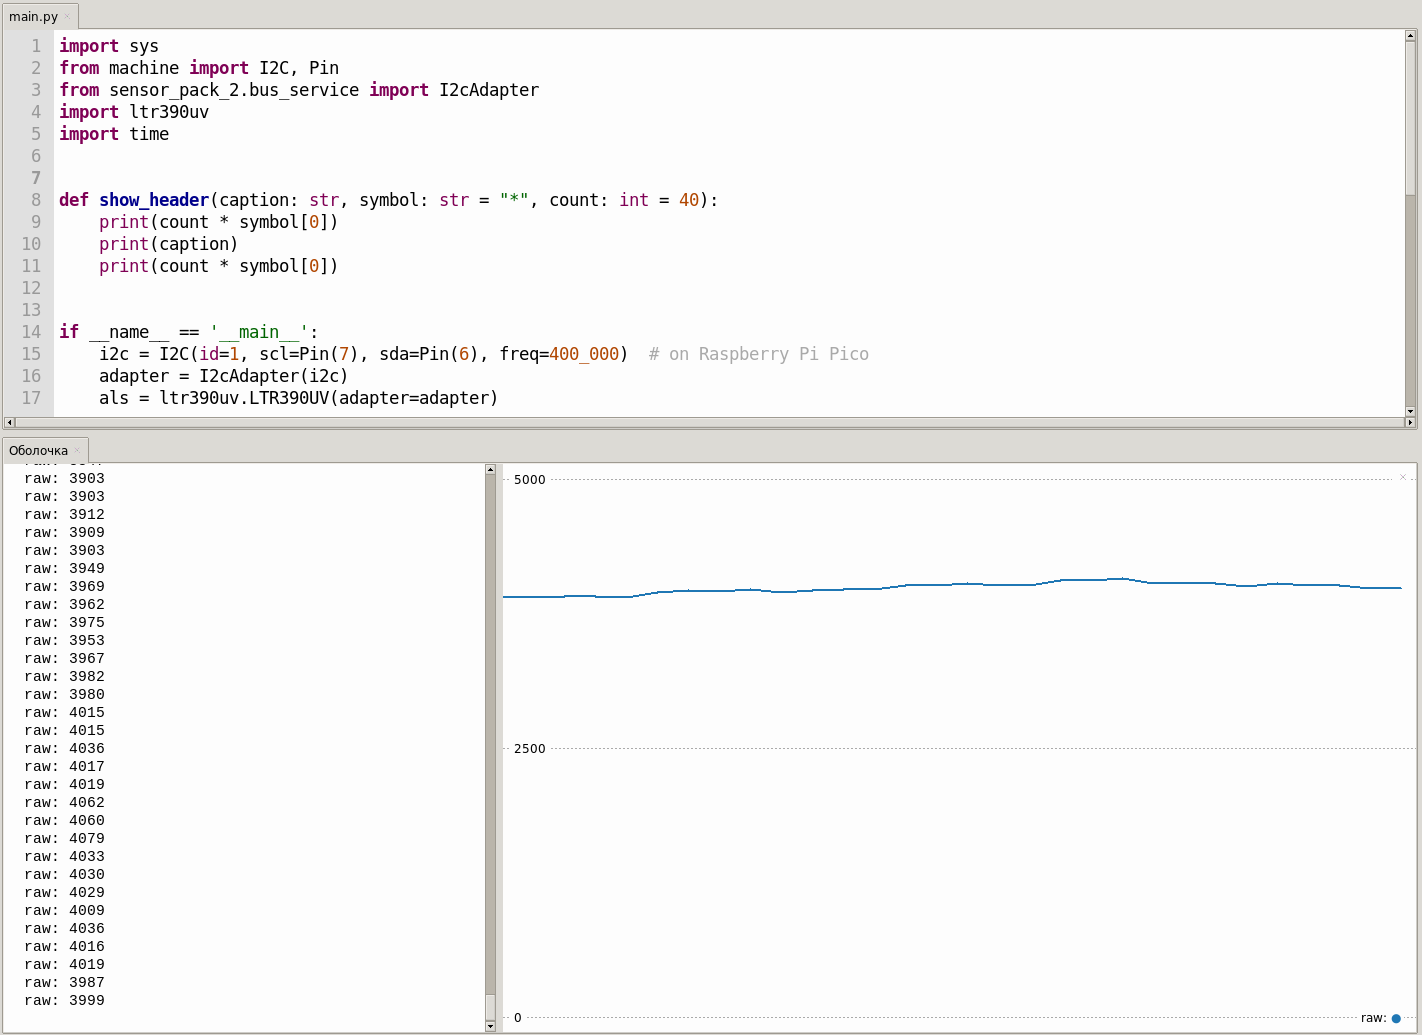 main.py
1 import sys
2 from machine import I2C, Pin
3 from sensor_pack_2.bus_service import I2cAdapter
4 import ltr390uv
5 import time
6
7
8 def show_header(caption: str, symbol: str = "*", count: int = 40):
9     print(count * symbol[0])
10     print(caption)
11     print(count * symbol[0])
12
13
14 if __name__ == '__main__':
15     i2c = I2C(id=1, scl=Pin(7), sda=Pin(6), freq=400_000)  # on Raspberry Pi Pico
16     adapter = I2cAdapter(i2c)
17     als = ltr390uv.LTR390UV(adapter=adapter)
Оболочка
raw: 3903
raw: 3903
raw: 3912
raw: 3909
raw: 3903
raw: 3949
raw: 3969
raw: 3962
raw: 3975
raw: 3953
raw: 3967
raw: 3982
raw: 3980
raw: 4015
raw: 4015
raw: 4036
raw: 4017
raw: 4019
raw: 4062
raw: 4060
raw: 4079
raw: 4033
raw: 4030
raw: 4029
raw: 4009
raw: 4036
raw: 4016
raw: 4019
raw: 3987
raw: 3999
5000
2500
0
raw: